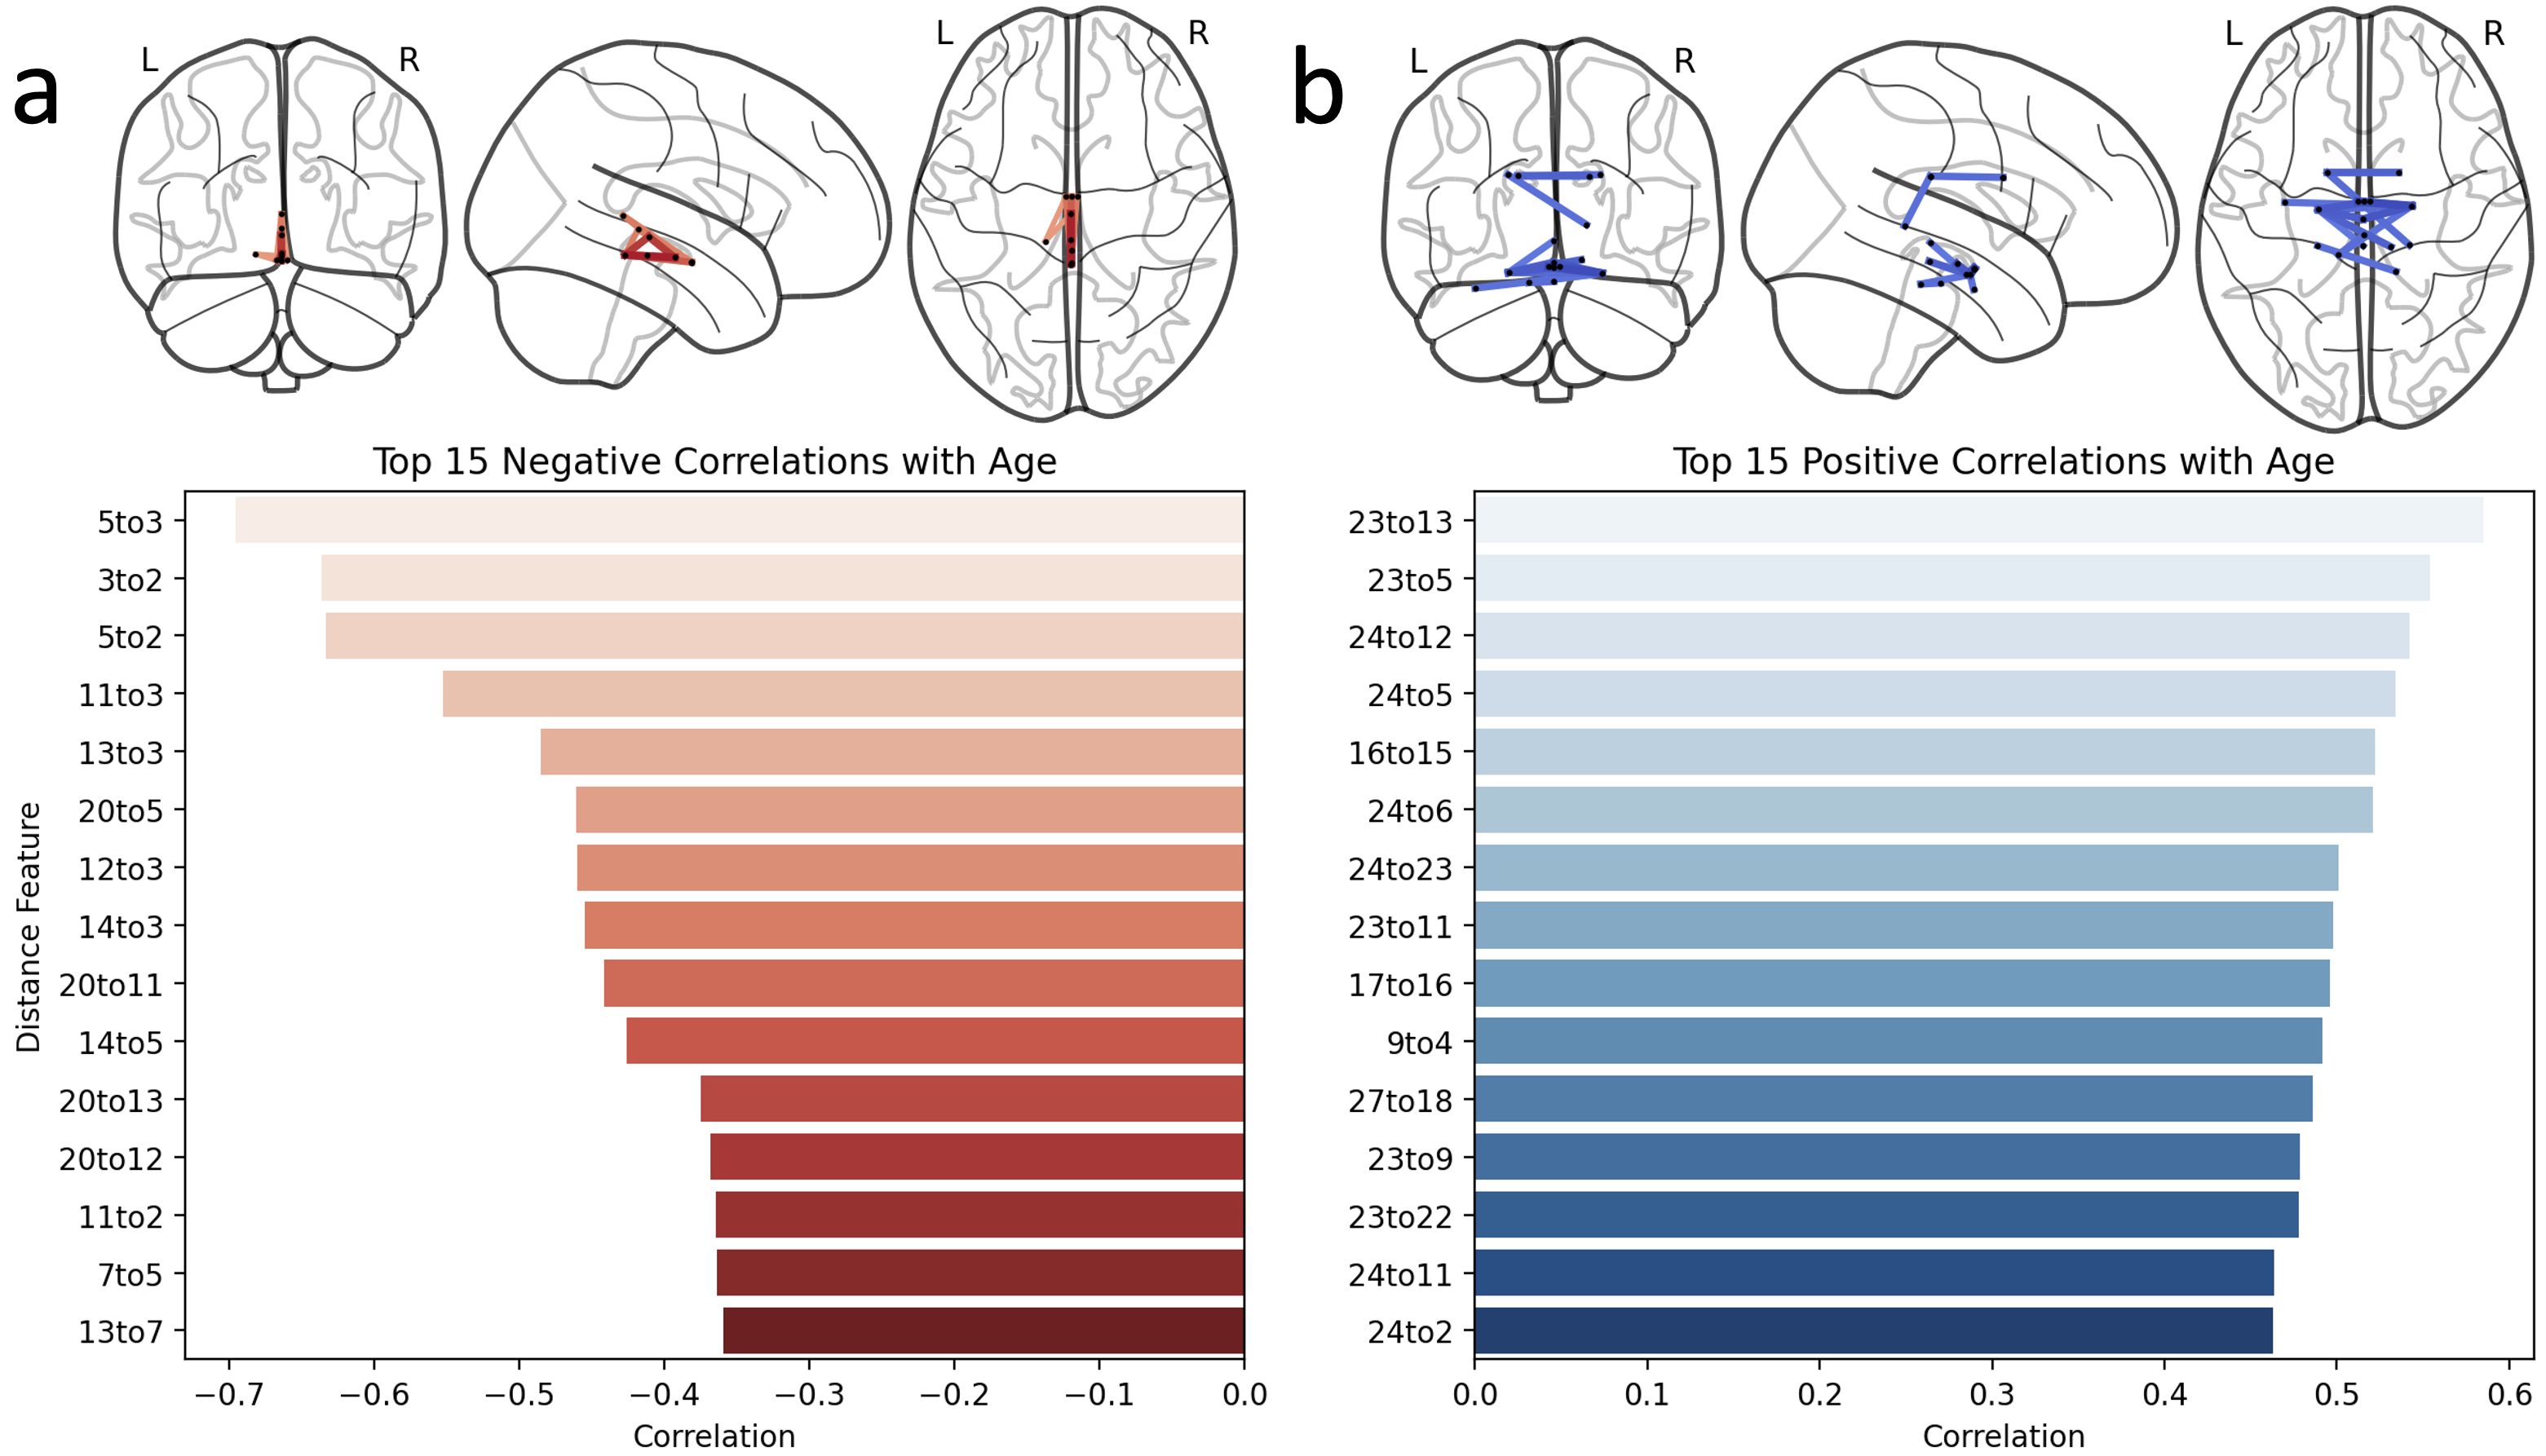 a
L
R
L
R
b
L
R
L
R
Top 15 Negative Correlations with Age
Distance Feature
5to3
3to2
5to2
11to3
13to3
20to5
12to3
14to3
20to11
14to5
20to13
20to12
11to2
7to5
13to7
−0.7 −0.6 −0.5 −0.4 −0.3 −0.2 −0.1 0.0
Correlation
Top 15 Positive Correlations with Age
23to13
23to5
24to12
24to5
16to15
24to6
24to23
23to11
17to16
9to4
27to18
23to9
23to22
24to11
24to2
0.0 0.1 0.2 0.3 0.4 0.5 0.6
Correlation